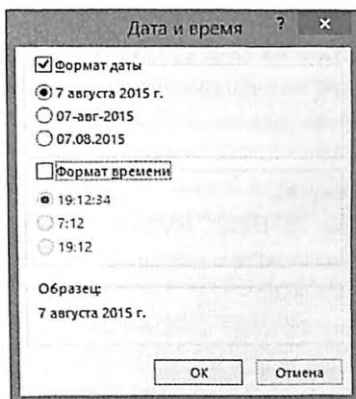 Дата и время ? ×
Формат даты
7 августа 2015 г.
07-авг-2015
07.08.2015
Формат времени
19:12:34
7:12
19:12
Образец:
7 августа 2015 г.
ОК Отмена